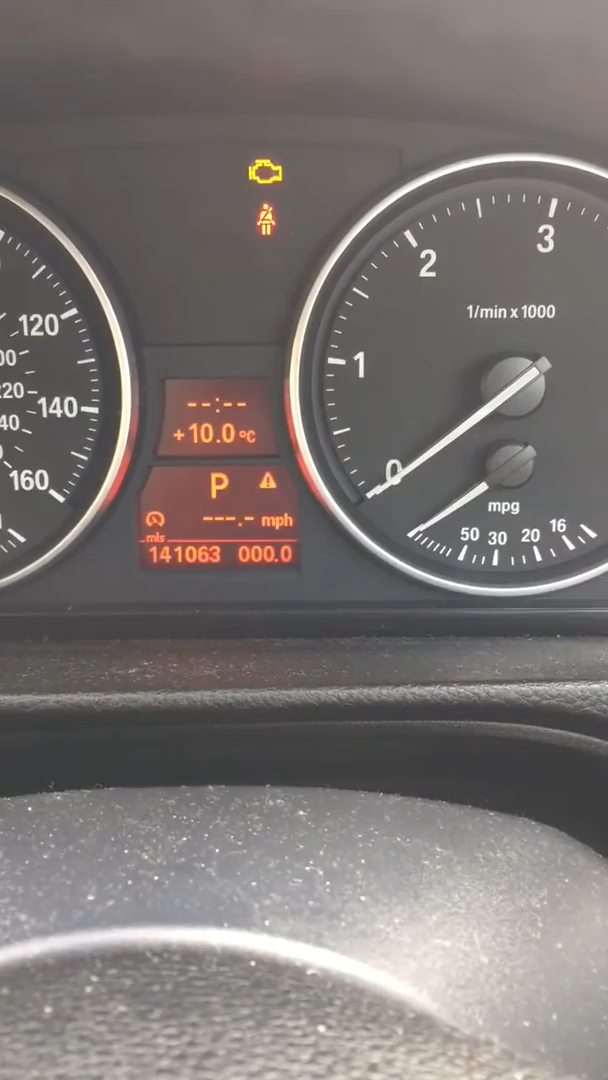 120
140
160
1
2
3
1/min x 1000
0
--:--
+10.0 °C
P
---.- mph
mls
141063 000.0
mpg
50 30 20 16